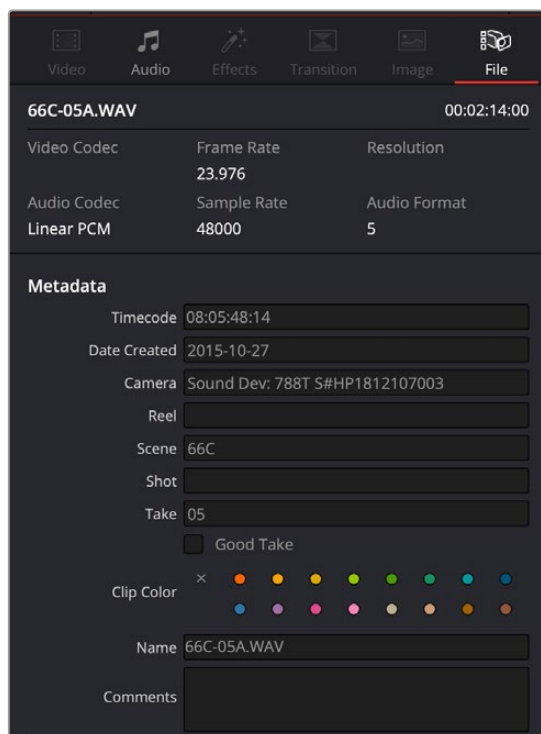 Video Audio Effects Transition Image File
66C-05A.WAV 00:02:14:00
Video Codec Frame Rate Resolution
23.976
Audio Codec Sample Rate Audio Format
Linear PCM 48000 5
Metadata
Timecode 08:05:48:14
Date Created 2015-10-27
Camera Sound Dev: 788T S#HP1812107003
Reel
Scene 66C
Shot
Take 05
Good Take
Clip Color
Name 66C-05A.WAV
Comments